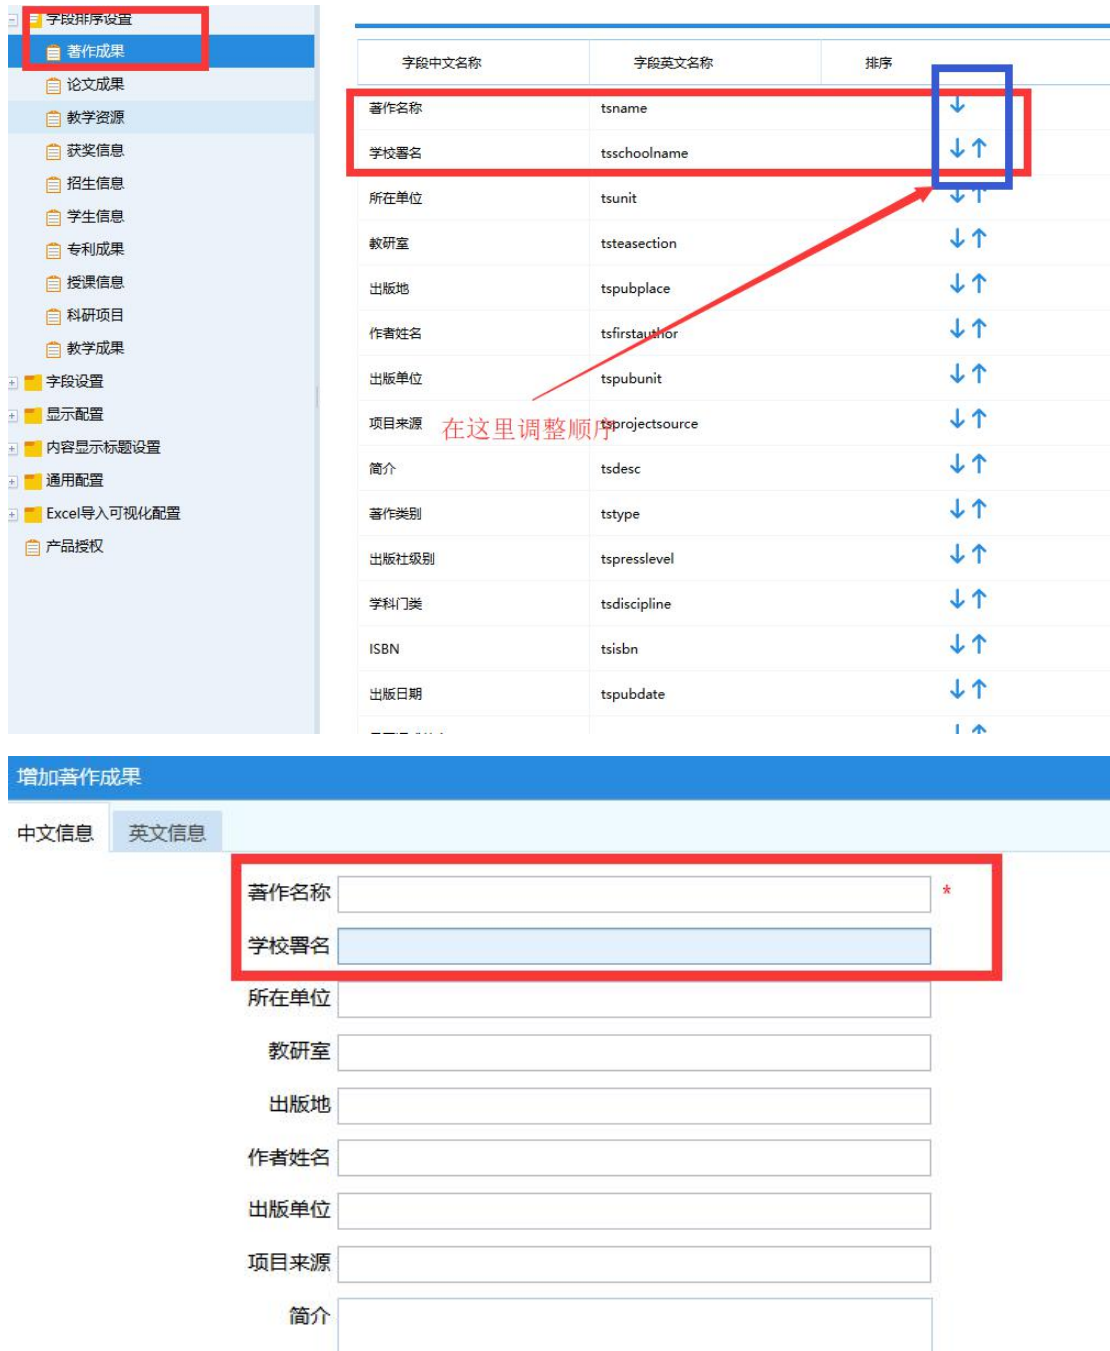 字段排序设置
著作成果
论文成果
教学资源
获奖信息
招生信息
学生信息
专利成果
授课信息
科研项目
教学成果
字段设置
显示配置
内容显示标题设置
通用配置
Excel导入可视化配置
产品授权
字段中文名称 字段英文名称 排序
著作名称 tsname
学校署名 tsschoolname
所在单位 tsunit
教研室 tsteasection
出版地 tspubplace
作者姓名 tsfirstauthor
出版单位 tspubunit
项目来源 tsprojectsource
在这里调整顺序
简介 tsdesc
著作类别 tstype
出版社级别 tspresslevel
学科门类 tsdiscipline
ISBN tsisbn
出版日期 tspubdate
增加著作成果
中文信息 英文信息
著作名称 *
学校署名
所在单位
教研室
出版地
作者姓名
出版单位
项目来源
简介